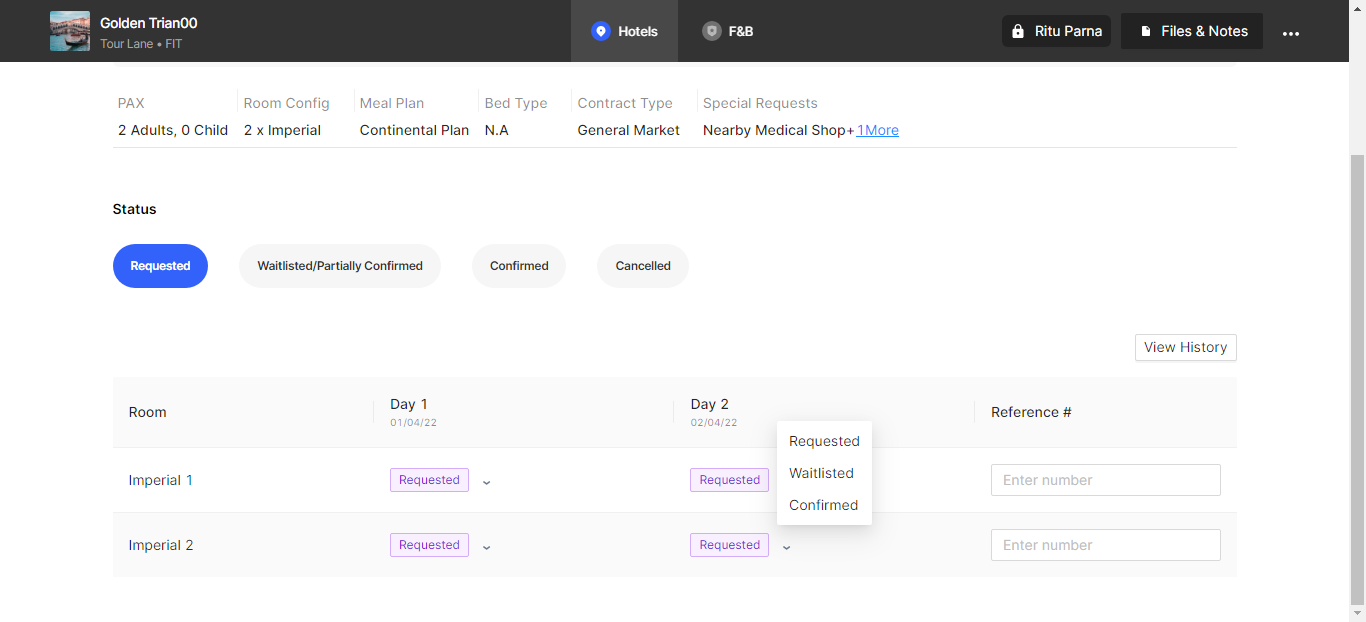 Golden Trian00
Tour Lane • FIT
Hotels
F&B
Ritu Parna
Files & Notes
PAX
Room Config
Meal Plan
Bed Type
Contract Type
Special Requests
2 Adults, 0 Child
2 x Imperial
Continental Plan
N.A
General Market
Nearby Medical Shop+ 1More
Status
Requested
Waitlisted/Partially Confirmed
Confirmed
Cancelled
View History
Room
Day 1
01/04/22
Day 2
02/04/22
Reference #
Requested
Waitlisted
Confirmed
Imperial 1
Requested
Requested
Enter number
Imperial 2
Requested
Requested
Enter number